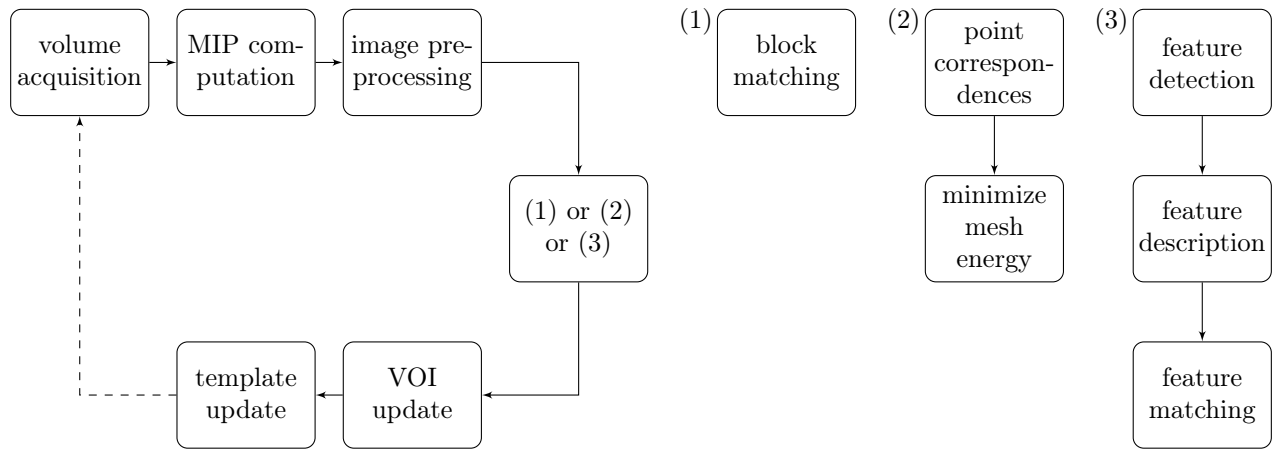 volume
acquisition
MIP com-
putation
image pre-
processing
(1) or (2)
or (3)
VOI
update
template
update
(1)
block
matching
(2)
point
correspon-
dences
minimize
mesh
energy
(3)
feature
detection
feature
description
feature
matching